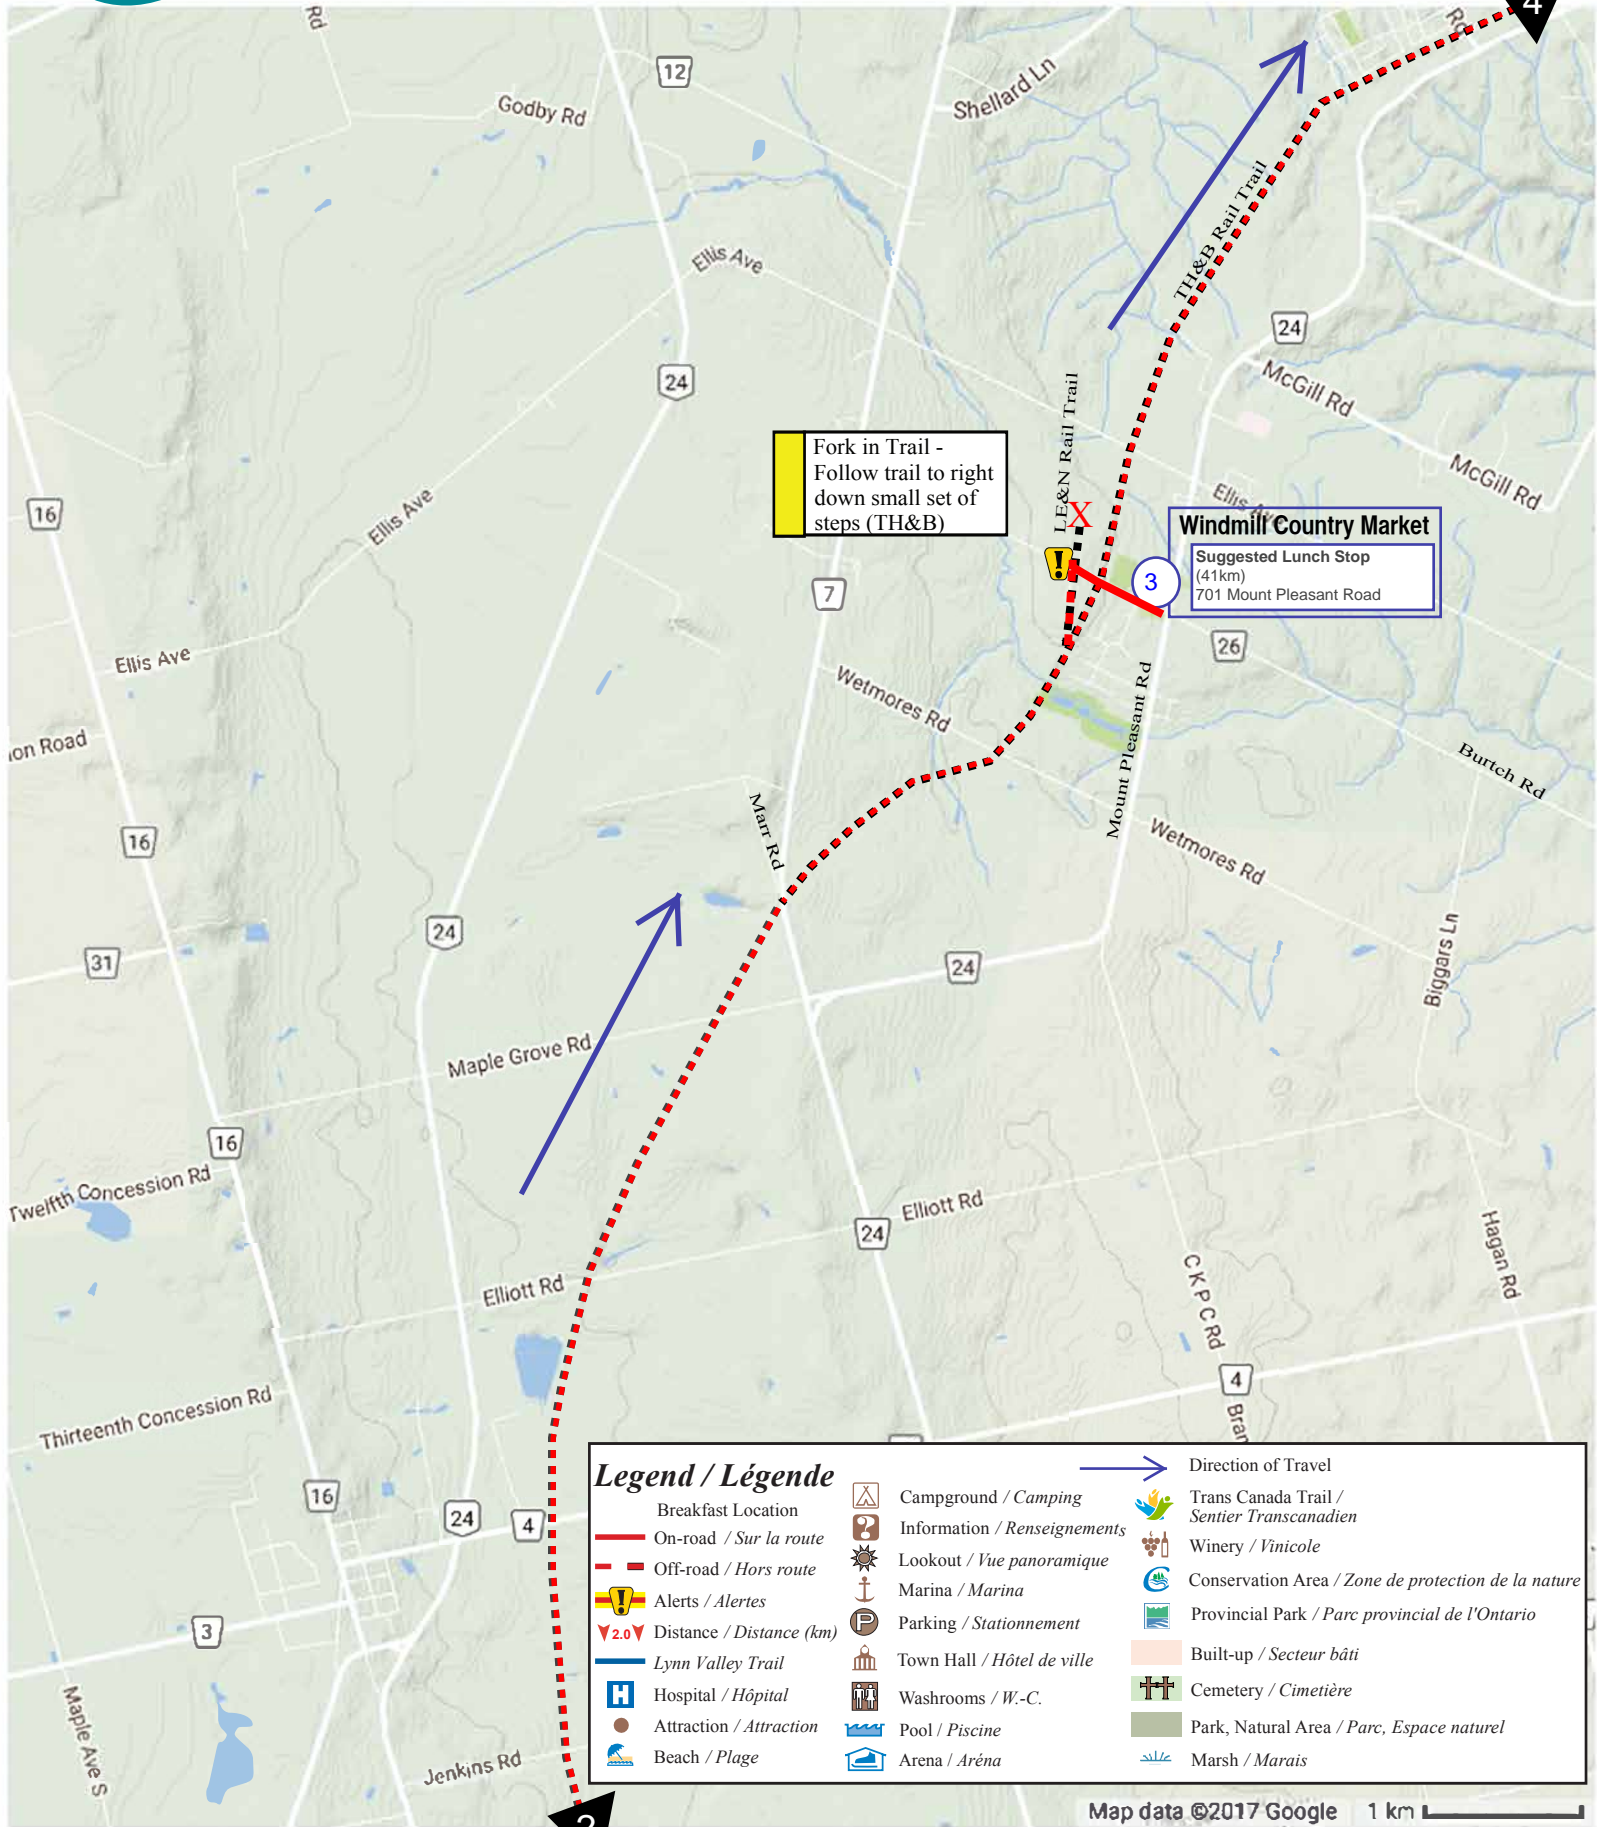 4
Rd
Rd
12
Godby Rd
Shellard Ln
TH&B Rail Trail
Ellis Ave
24
24
McGill Rd
McGill Rd
LE&N Rail Trail
Fork in Trail -
Follow trail to right
down small set of
steps (TH&B)
X
Ellis Ave
16
Ellis Ave
Windmill Country Market
Suggested Lunch Stop
(41km)
701 Mount Pleasant Road
3
7
26
Ellis Ave
Wetmores Rd
Mount Pleasant Rd
ion Road
Burtch Rd
Marr Rd
16
Wetmores Rd
24
31
24
Biggars Ln
Maple Grove Rd
16
Twelfth Concession Rd
Elliott Rd
24
Hagan Rd
Elliott Rd
C K P C Rd
4
Bran
Thirteenth Concession Rd
16
24
4
3
Maple Ave S
Jenkins Rd
2
Legend / Légende
Breakfast Location
On-road / Sur la route
Off-road / Hors route
Alerts / Alertes
2.0
Distance / Distance (km)
Lynn Valley Trail
H
Hospital / Hôpital
Attraction / Attraction
Beach / Plage
Campground / Camping
?
Information / Renseignements
Lookout / Vue panoramique
Marina / Marina
P
Parking / Stationnement
Town Hall / Hôtel de ville
Washrooms / W.-C.
Pool / Piscine
Arena / Aréna
Direction of Travel
Trans Canada Trail /
Sentier Transcanadien
Winery / Vinicole
Conservation Area / Zone de protection de la nature
Provincial Park / Parc provincial de l'Ontario
Built-up / Secteur bâti
Cemetery / Cimetière
Park, Natural Area / Parc, Espace naturel
Marsh / Marais
Map data ©2017 Google
1 km